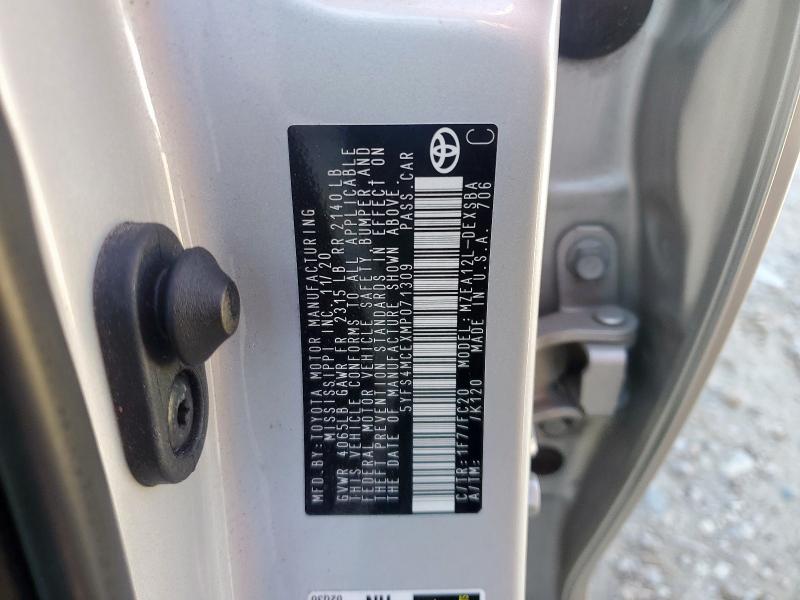 MFD.BY: TOYOTA MOTOR MANUFACTURING
MISSISSIPPI INC. 11/20
GVWR 4065LB GAWR FR 2315 LB RR 2140 LB
THIS VEHICLE CONFORMS TO ALL APPLICABLE
FEDERAL MOTOR VEHICLE SAFETY, BUMPER AND
THEFT PREVENTION STANDARDS IN EFFECT ON
THE DATE OF MANUFACTURE SHOWN ABOVE.
5YFS4MCEXMP071309 PASS.CAR
C/TR: 1F7/FC20 MODEL: MZEA12L-DEXSBA
A/TM: -/K120 MADE IN U.S.A. 706
C